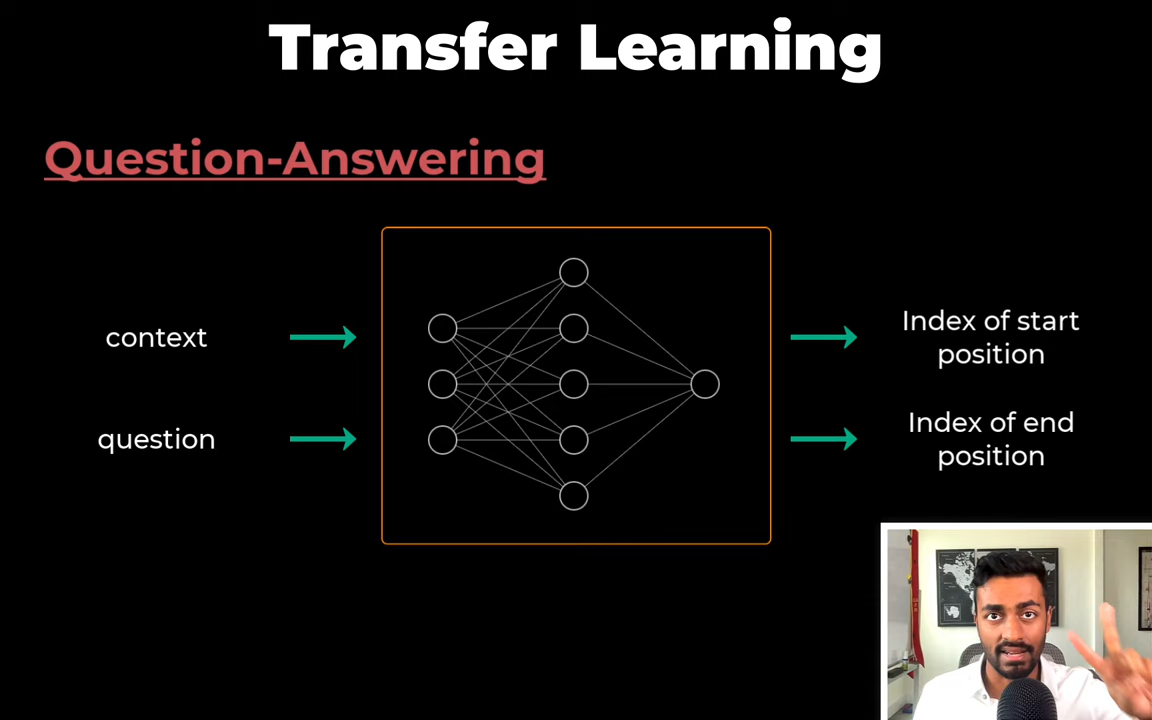 Transfer Learning
Question-Answering
context
question
Index of start
position
Index of end
position